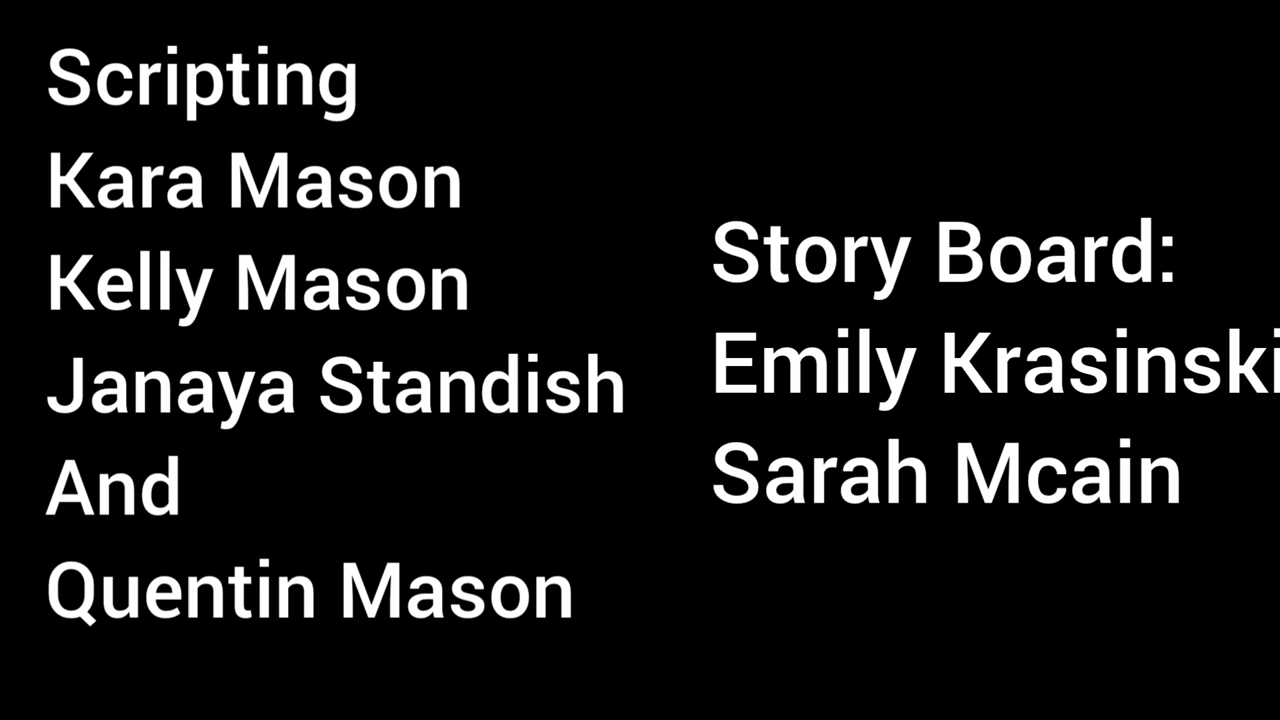 Scripting
Kara Mason
Kelly Mason
Janaya Standish
And
Quentin Mason
Story Board:
Emily Krasinski
Sarah Mcain